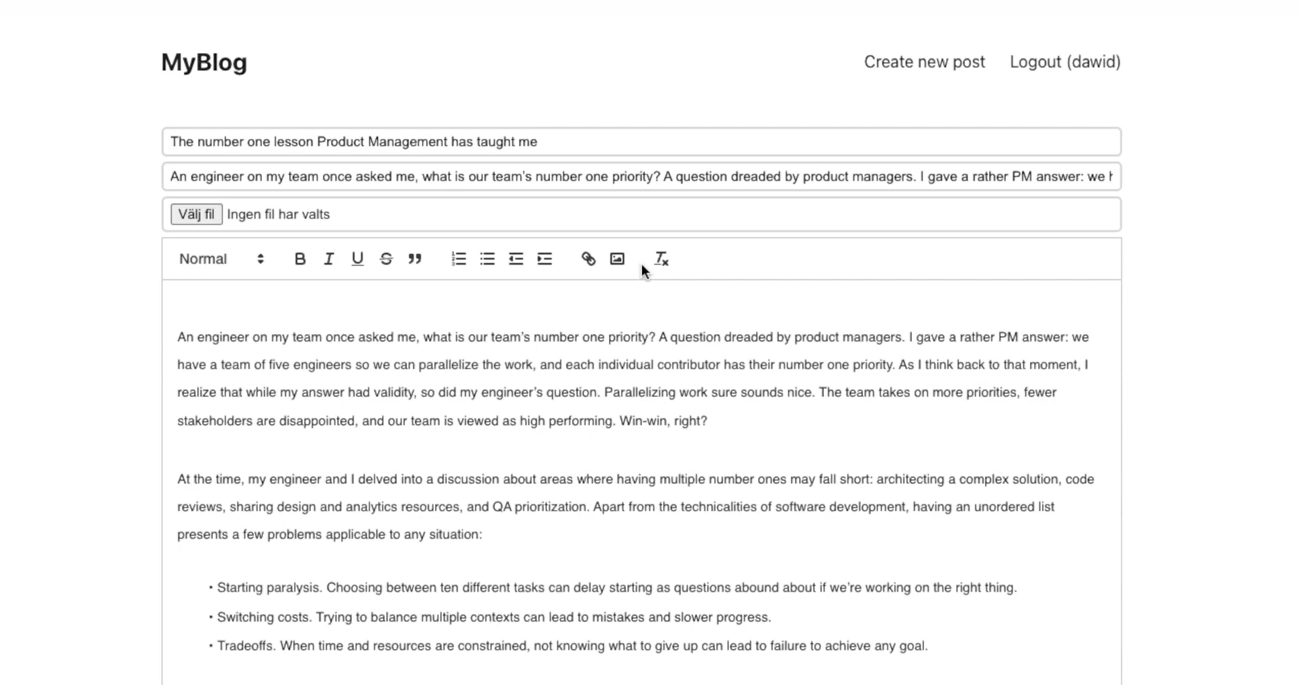 MyBlog
Create new post Logout (dawid)
The number one lesson Product Management has taught me
An engineer on my team once asked me, what is our team's number one priority? A question dreaded by product managers. I gave a rather PM answer: we
Välj fil Ingen fil har valts
Normal
An engineer on my team once asked me, what is our team's number one priority? A question dreaded by product managers. I gave a rather PM answer: we
have a team of five engineers so we can parallelize the work, and each individual contributor has their number one priority. As I think back to that moment, I
realize that while my answer had validity, so did my engineer's question. Parallelizing work sure sounds nice. The team takes on more priorities, fewer
stakeholders are disappointed, and our team is viewed as high performing. Win-win, right?
At the time, my engineer and I delved into a discussion about areas where having multiple number ones may fall short: architecting a complex solution, code
reviews, sharing design and analytics resources, and QA prioritization. Apart from the technicalities of software development, having an unordered list
presents a few problems applicable to any situation:
• Starting paralysis. Choosing between ten different tasks can delay starting as questions abound about if we're working on the right thing.
• Switching costs. Trying to balance multiple contexts can lead to mistakes and slower progress.
• Tradeoffs. When time and resources are constrained, not knowing what to give up can lead to failure to achieve any goal.